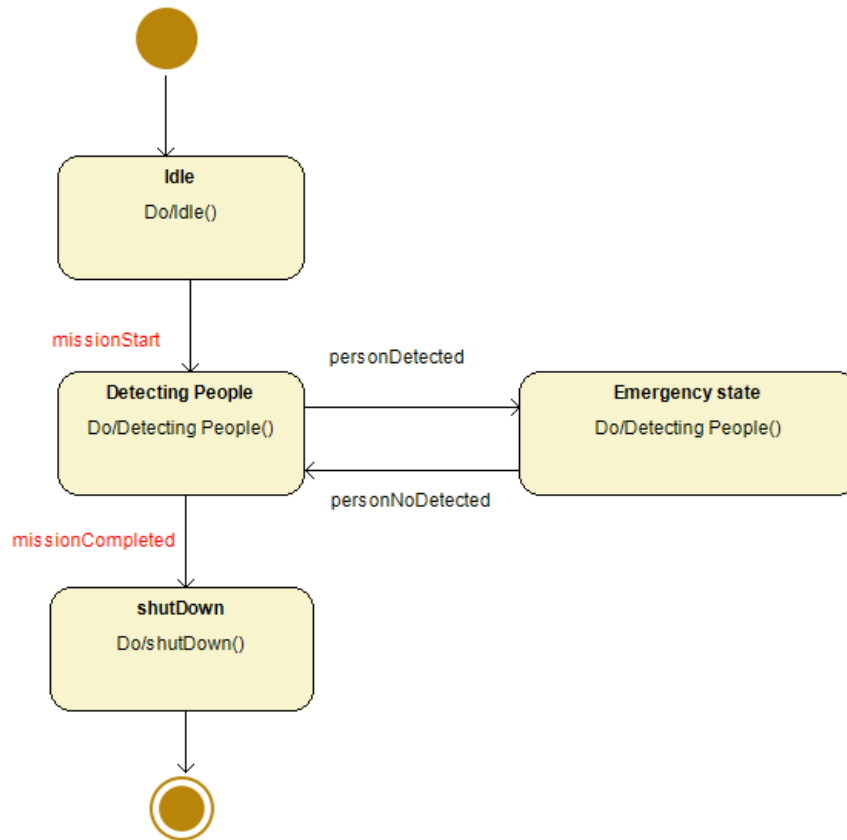 Idle
Do/Idle()
missionStart
personDetected
Detecting People
Do/Detecting People()
Emergency state
Do/Detecting People()
personNoDetected
missionCompleted
shutDown
Do/shutDown()